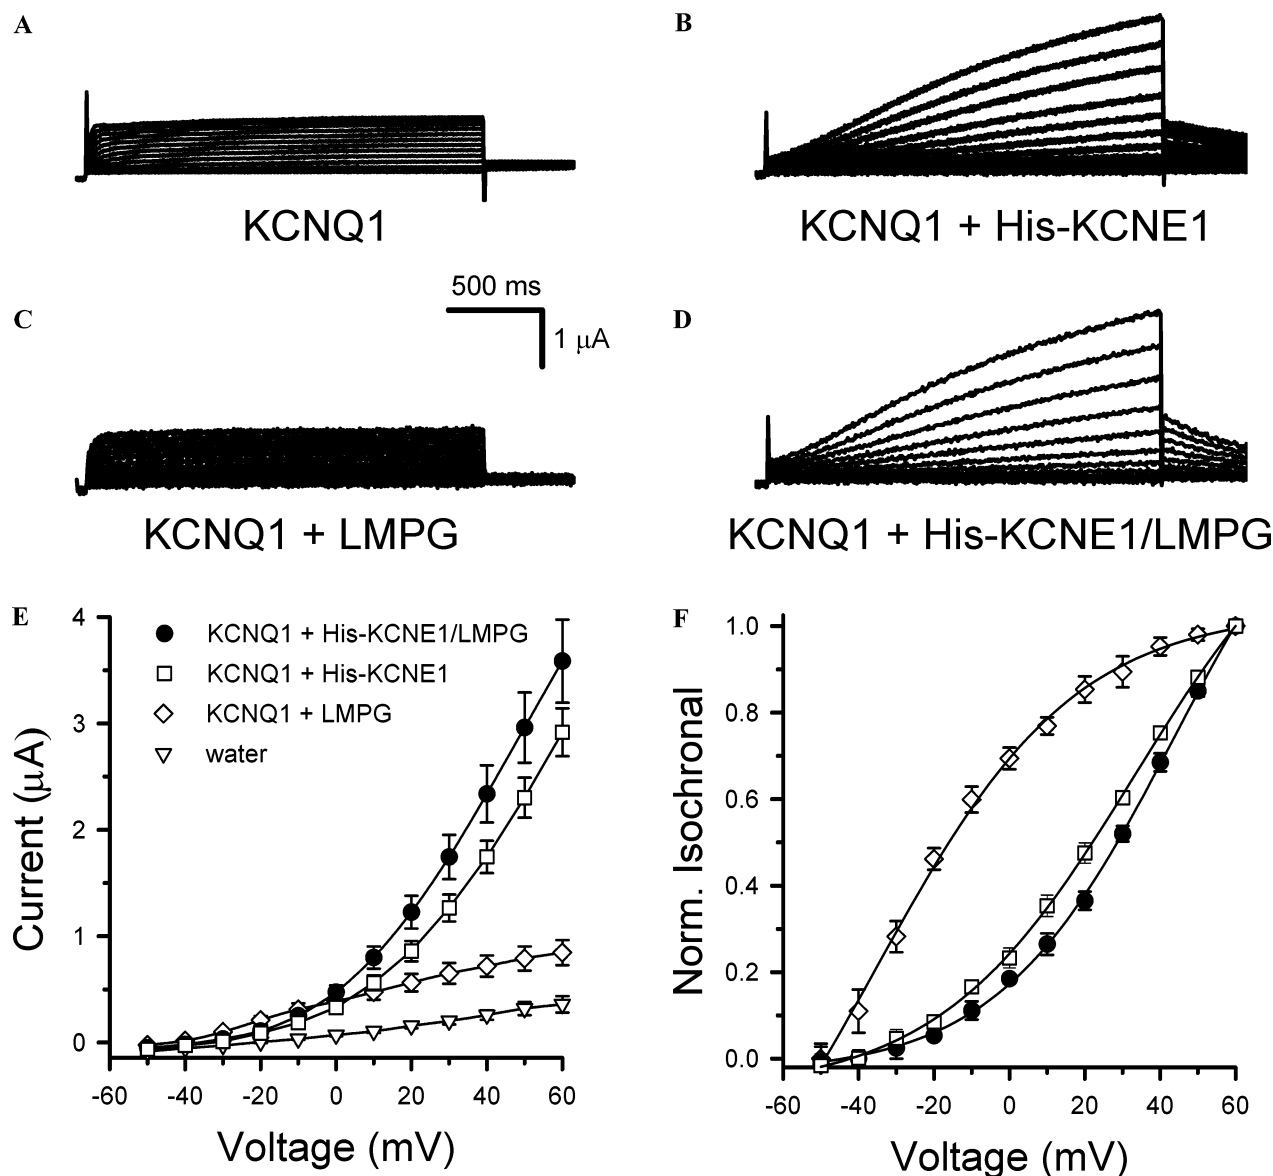 A
B
KCNQ1
KCNQ1 + His-KCNE1
500 ms
1 μA
C
D
KCNQ1 + LMPG
KCNQ1 + His-KCNE1/LMPG
E
F
KCNQ1 + His-KCNE1/LMPG
KCNQ1 + His-KCNE1
KCNQ1 + LMPG
water
4
3
2
1
0
Current (μA)
-60
-40
-20
0
20
40
60
Voltage (mV)
1.0
0.8
0.6
0.4
0.2
0.0
Norm. Isochronal
-60
-40
-20
0
20
40
60
Voltage (mV)